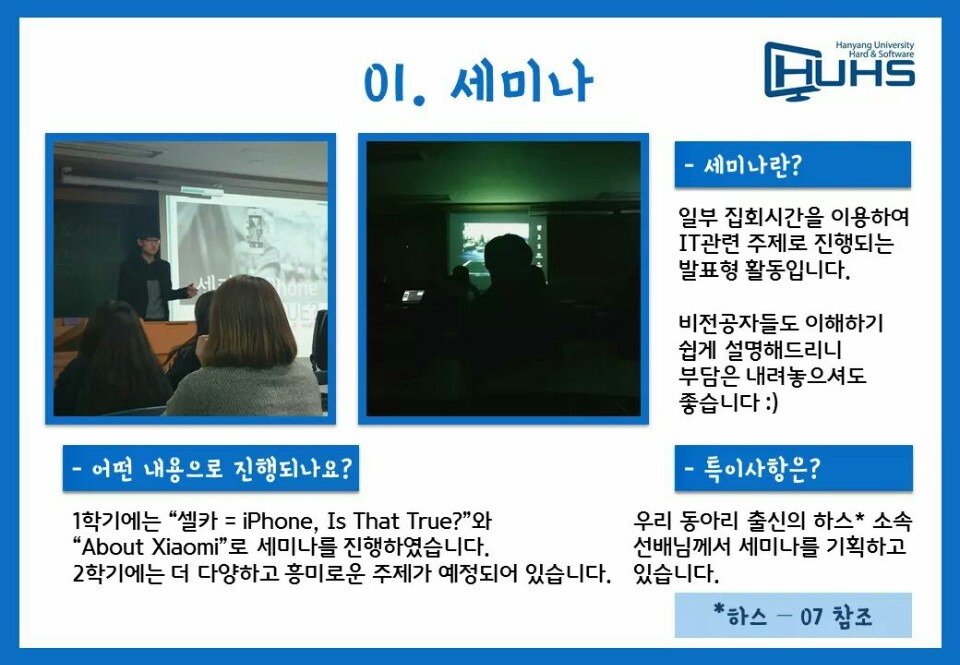 01. 세미나
Hanyang University
Hard & Software
HUHS
- 세미나란?
일부 집회시간을 이용하여
IT관련 주제로 진행되는
발표형 활동입니다.
비전공자들도 이해하기
쉽게 설명해드리니
부담은 내려놓으셔도
좋습니다 :)
- 어떤 내용으로 진행되나요?
1학기에는 “셀카 = iPhone, Is That True?”와
“About Xiaomi”로 세미나를 진행하였습니다.
2학기에는 더 다양하고 흥미로운 주제가 예정되어 있습니다.
- 특이사항은?
우리 동아리 출신의 하스* 소속
선배님께서 세미나를 기획하고
있습니다.
*하스 – 07 참조